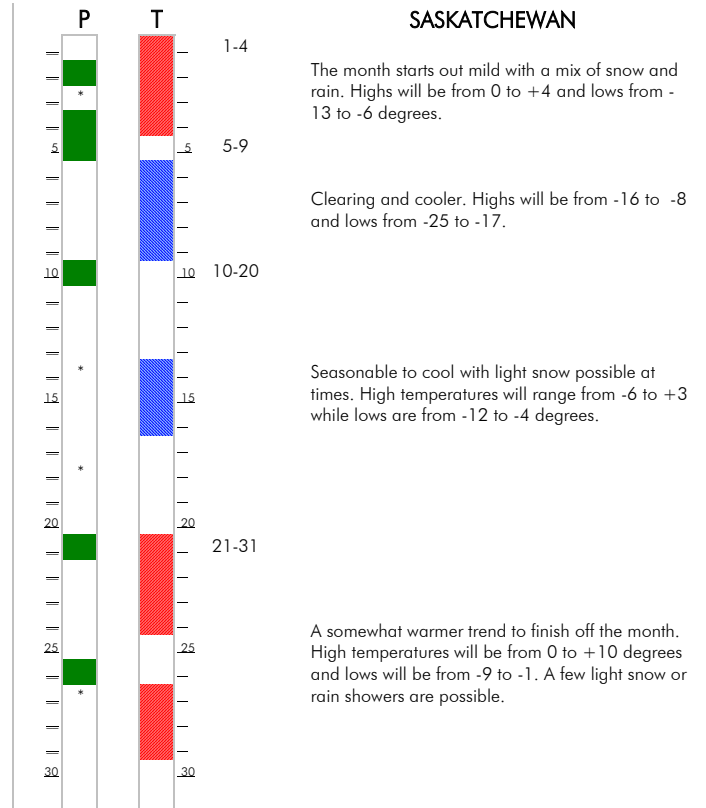 P
T
SASKATCHEWAN
1-4
The month starts out mild with a mix of snow and
rain. Highs will be from 0 to +4 and lows from -
13 to -6 degrees.
*
5
5
5-9
Clearing and cooler. Highs will be from -16 to -8
and lows from -25 to -17.
10
10
10-20
*
Seasonable to cool with light snow possible at
times. High temperatures will range from -6 to +3
while lows are from -12 to -4 degrees.
15
15
*
20
20
21-31
A somewhat warmer trend to finish off the month.
High temperatures will be from 0 to +10 degrees
and lows will be from -9 to -1. A few light snow or
rain showers are possible.
25
25
*
30
30